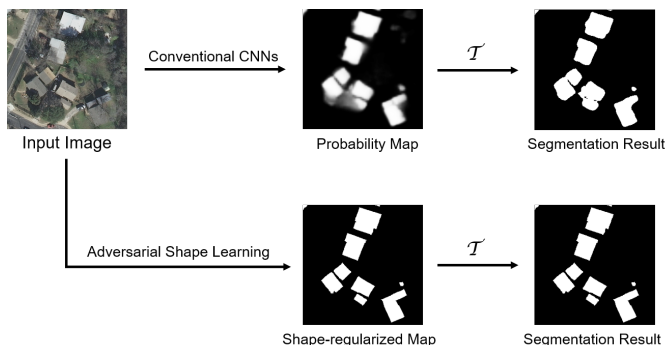 Conventional CNNs
𝒯
Input Image
Probability Map
Segmentation Result
Adversarial Shape Learning
𝒯
Shape-regularized Map
Segmentation Result